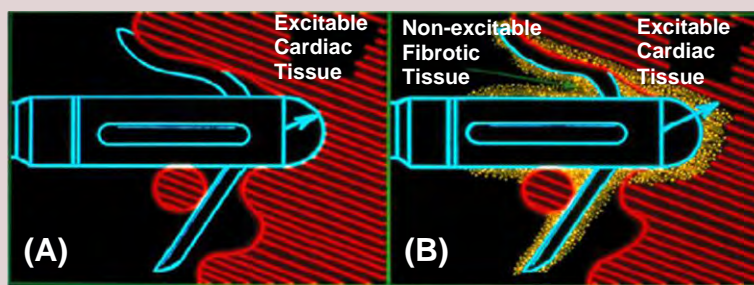 Excitable
Cardiac
Tissue
(A)
Non-excitable
Fibrotic
Tissue
Excitable
Cardiac
Tissue
(B)